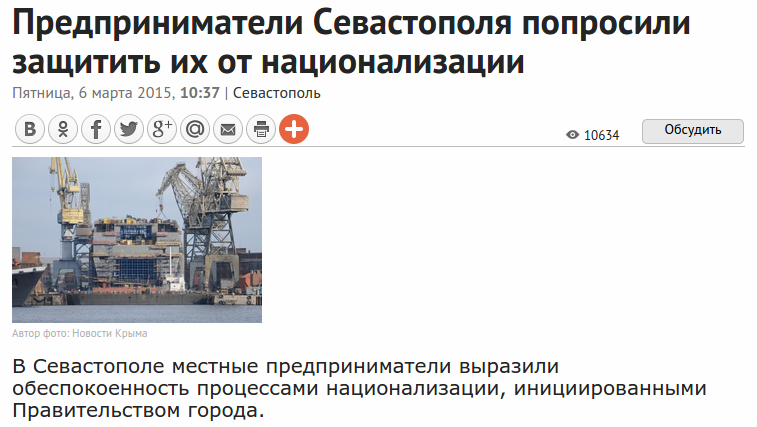 Предприниматели Севастополя попросили
защитить их от национализации
Пятница, 6 марта 2015, 10:37 | Севастополь
10634
Обсудить
Автор фото: Новости Крыма
В Севастополе местные предприниматели выразили
обеспокоенность процессами национализации, инициированными
Правительством города.